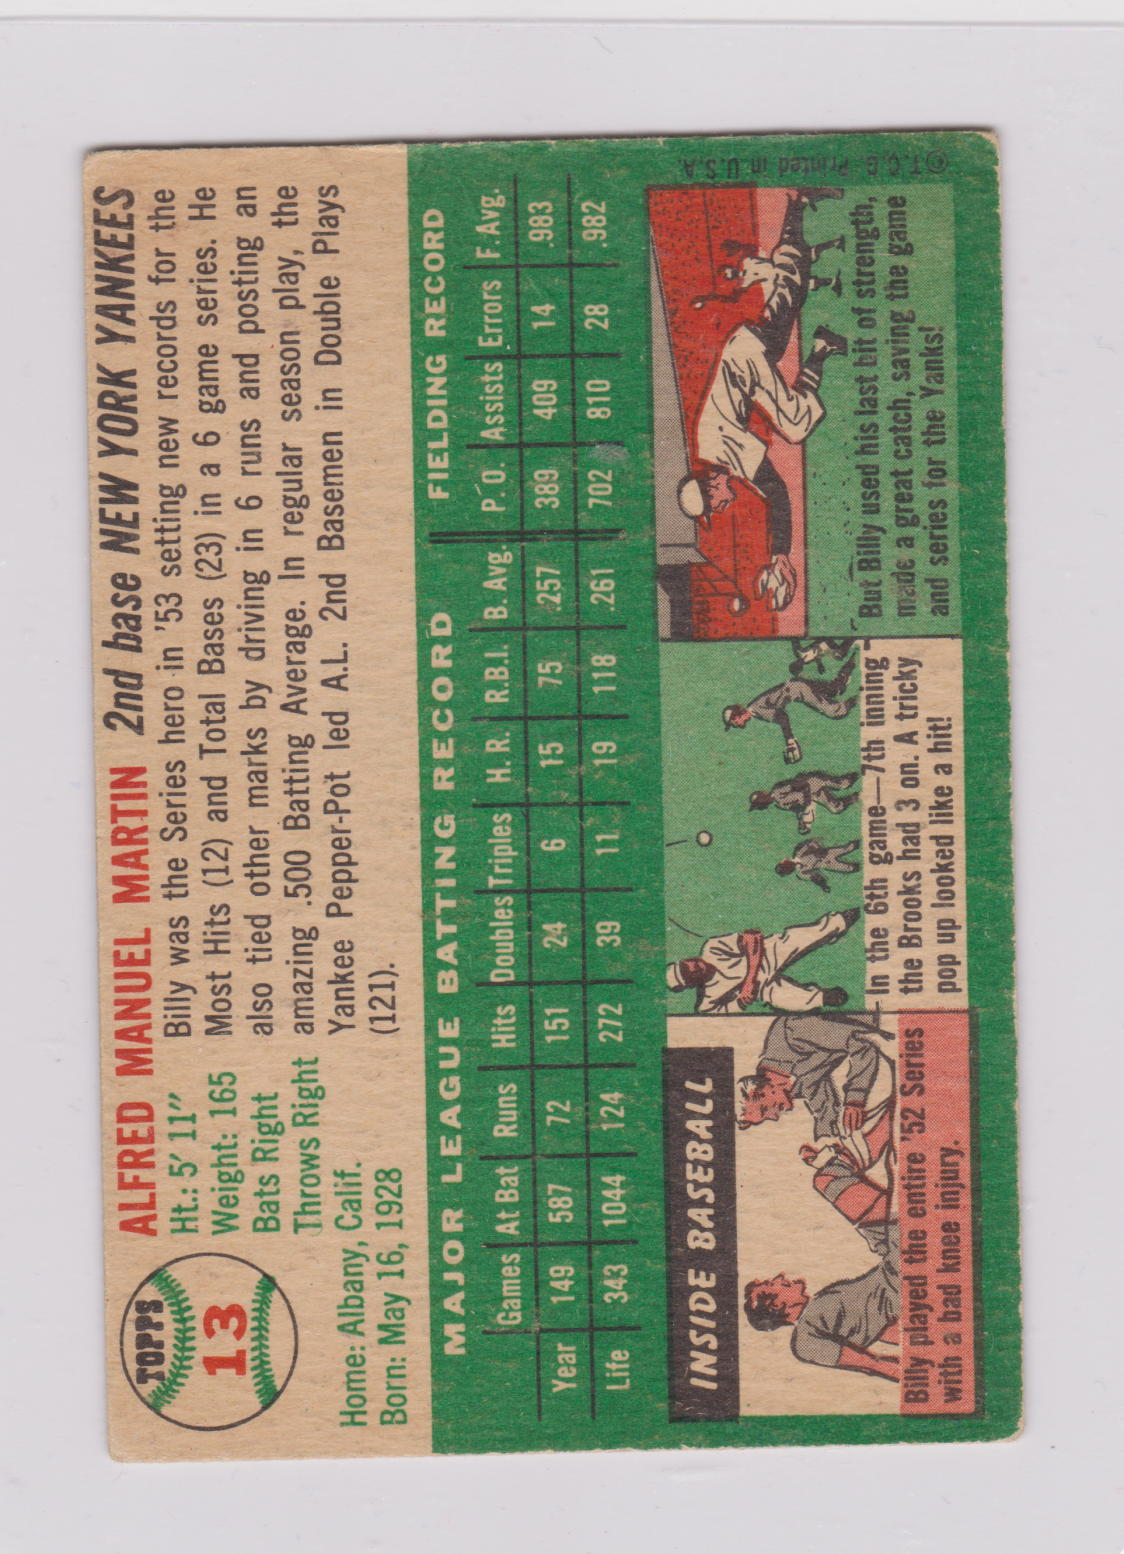 TOPPS
13
ALFRED MANUEL MARTIN 2nd base NEW YORK YANKEES
Ht.: 5' 11"
Weight: 165
Bats Right
Throws Right
Home: Albany, Calif.
Born: May 16, 1928
Billy was the Series hero in '53 setting new records for the
Most Hits (12) and Total Bases (23) in a 6 game series. He
also tied other marks by driving in 6 runs and posting an
amazing .500 Batting Average. In regular season play, the
Yankee Pepper-Pot led A.L. 2nd Basemen in Double Plays
(121).
MAJOR LEAGUE BATTING RECORD FIELDING RECORD
Games At Bat Runs Hits Doubles Triples H. R. R.B.I. B. Avg. P. O. Assists Errors F. Avg.
Year 149 587 72 151 24 6 15 75 .257 389 409 14 .983
Life 343 1044 124 272 39 11 19 118 .261 702 810 28 .982
INSIDE BASEBALL
Billy played the entire '52 Series
with a bad knee injury.
In the 6th game—7th inning
the Brooks had 3 on. A tricky
pop up looked like a hit!
But Billy used his last bit of strength,
made a great catch, saving the game
and series for the Yanks!
© T. C. G. Printed in U.S.A.